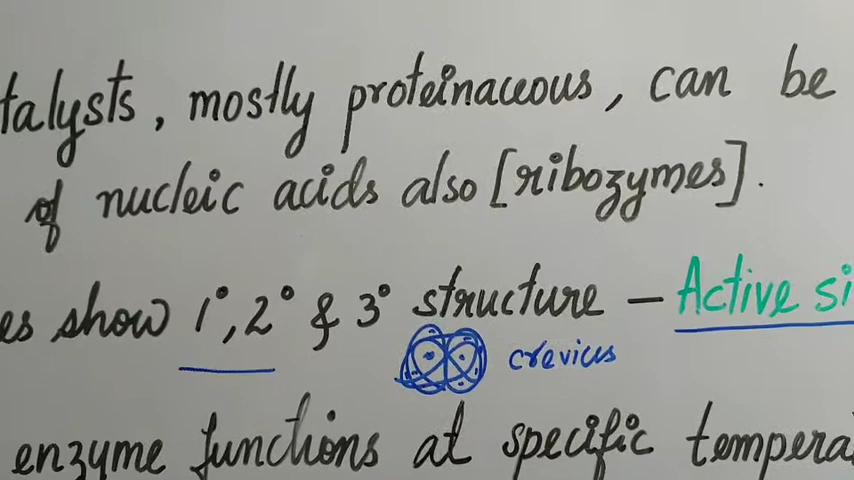 talysts, mostly proteinaceous, can be
of nucleic acids also [ribozymes].
es show 1°, 2° & 3° structure – Active si
crevices
enzyme functions at specific tempera